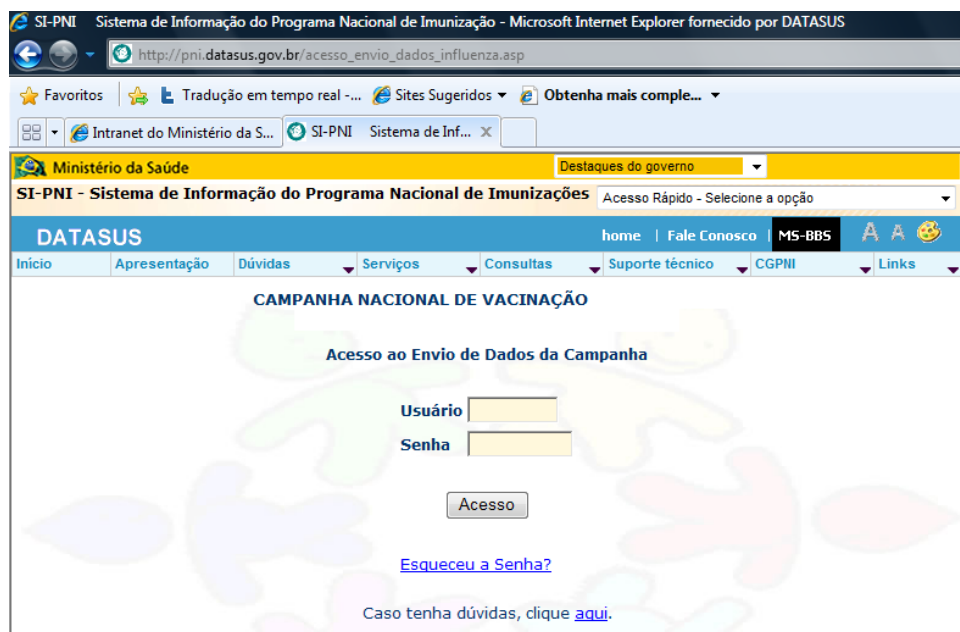 SI-PNI Sistema de Informação do Programa Nacional de Imunização - Microsoft Internet Explorer fornecido por DATASUS
http://pni.datasus.gov.br/acesso_envio_dados_influenza.asp
Favoritos Tradução em tempo real -... Sites Sugeridos Obtenha mais comple...
Intranet do Ministério da S... SI-PNI Sistema de Inf... X
Ministério da Saúde Destaques do governo
SI-PNI - Sistema de Informação do Programa Nacional de Imunizações Acesso Rápido - Selecione a opção
DATASUS home | Fale Conosco | MS-BBS A A
Início Apresentação Dúvidas Serviços Consultas Suporte técnico CGPNI Links
CAMPANHA NACIONAL DE VACINAÇÃO
Acesso ao Envio de Dados da Campanha
Usuário
Senha
Acesso
Esqueceu a Senha?
Caso tenha dúvidas, clique aqui.